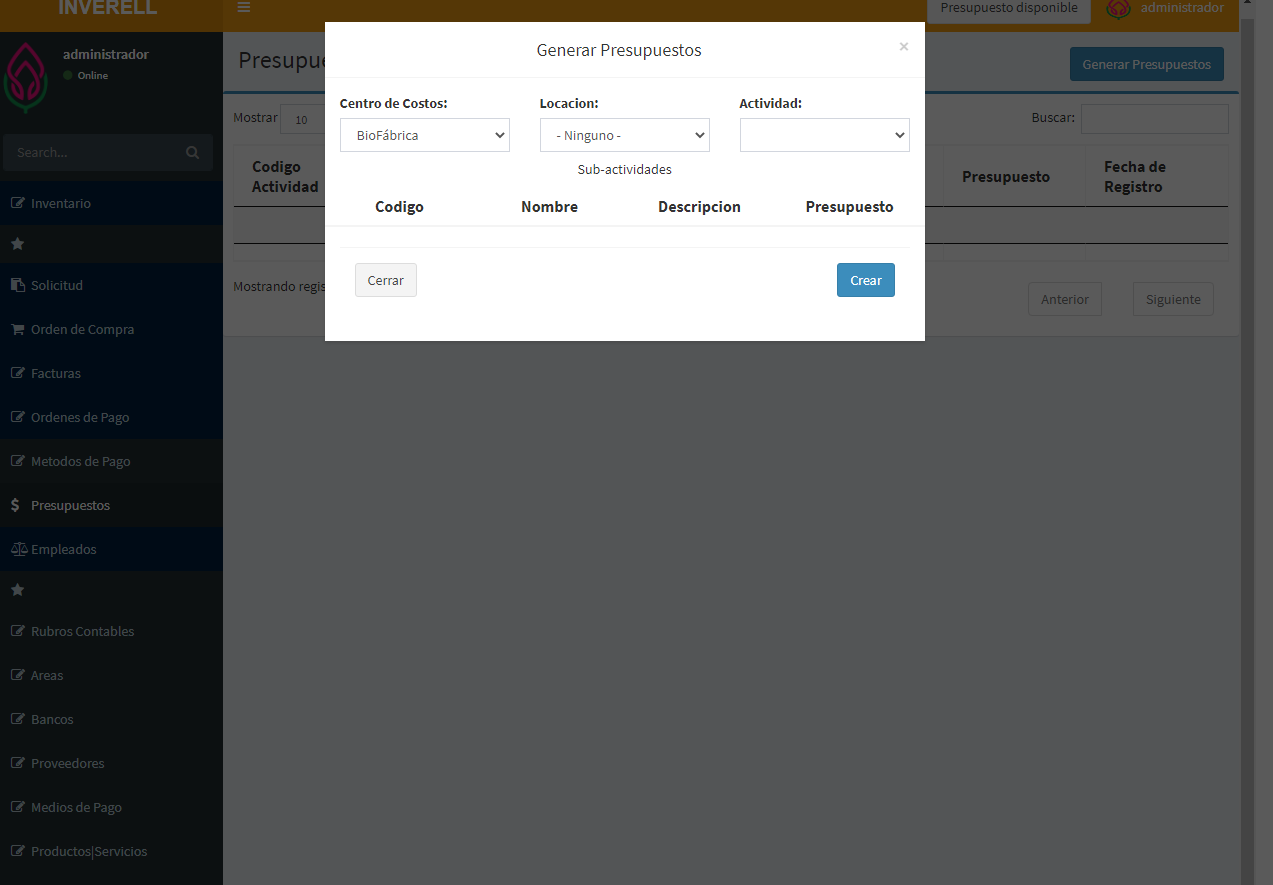 INVERELL
Presupuesto disponible
administrador
administrador
Online
Search...
Inventario
Solicitud
Orden de Compra
Facturas
Ordenes de Pago
Metodos de Pago
Presupuestos
Empleados
Rubros Contables
Areas
Bancos
Proveedores
Medios de Pago
Productos|Servicios
Presupue
Generar Presupuestos
Mostrar 10
Buscar:
Codigo
Actividad
Presupuesto
Fecha de
Registro
Mostrando regis
Anterior
Siguiente
Generar Presupuestos
×
Centro de Costos:
Locacion:
Actividad:
BioFábrica
- Ninguno -
Sub-actividades
Codigo
Nombre
Descripcion
Presupuesto
Cerrar
Crear